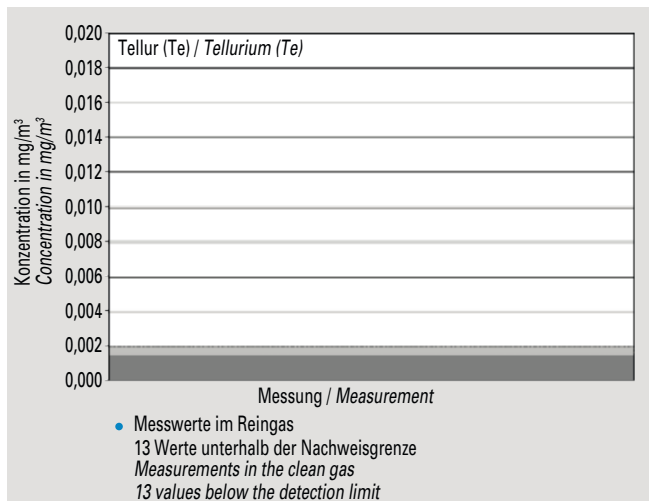 Konzentration in mg/m³
Concentration in mg/m³
0,020
0,018
0,016
0,014
0,012
0,010
0,008
0,006
0,004
0,002
0,000
Tellur (Te) / Tellurium (Te)
Messung / Measurement
• Messwerte im Reingas
13 Werte unterhalb der Nachweisgrenze
Measurements in the clean gas
13 values below the detection limit